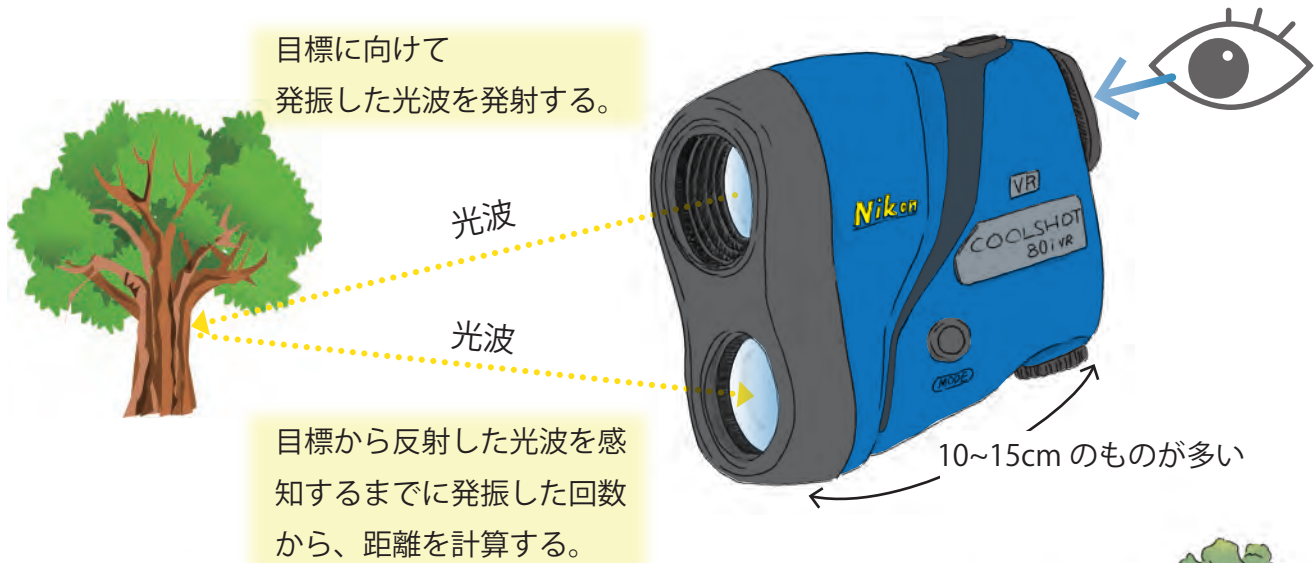 目標に向けて
発振した光波を発射する。
光波
光波
Nikon
VR
COOLSHOT
80iVR
MODE
10~15cm のものが多い
目標から反射した光波を感
知するまでに発振した回数
から、距離を計算する。